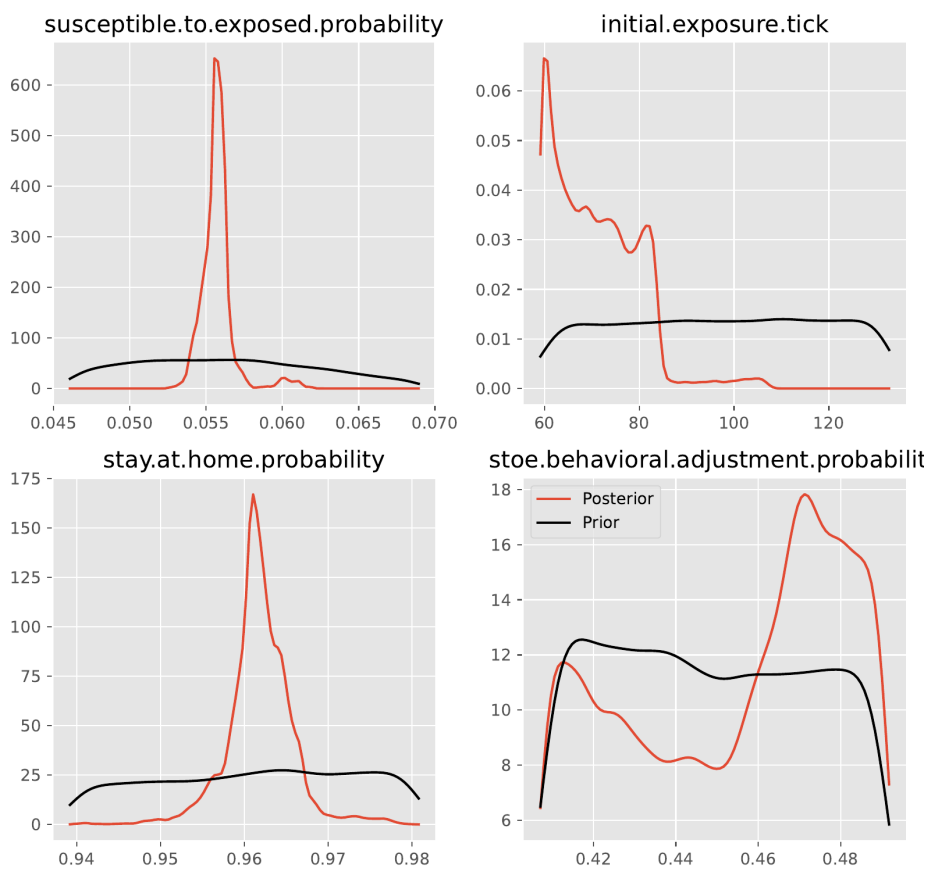 susceptible.to.exposed.probability
600
500
400
300
200
100
0
0.045 0.050 0.055 0.060 0.065 0.070
initial.exposure.tick
0.06
0.05
0.04
0.03
0.02
0.01
0.00
60 80 100 120
stay.at.home.probability
175
150
125
100
75
50
25
0
0.94 0.95 0.96 0.97 0.98
stoe.behavioral.adjustment.probabilit
Posterior
Prior
18
16
14
12
10
8
6
0.42 0.44 0.46 0.48